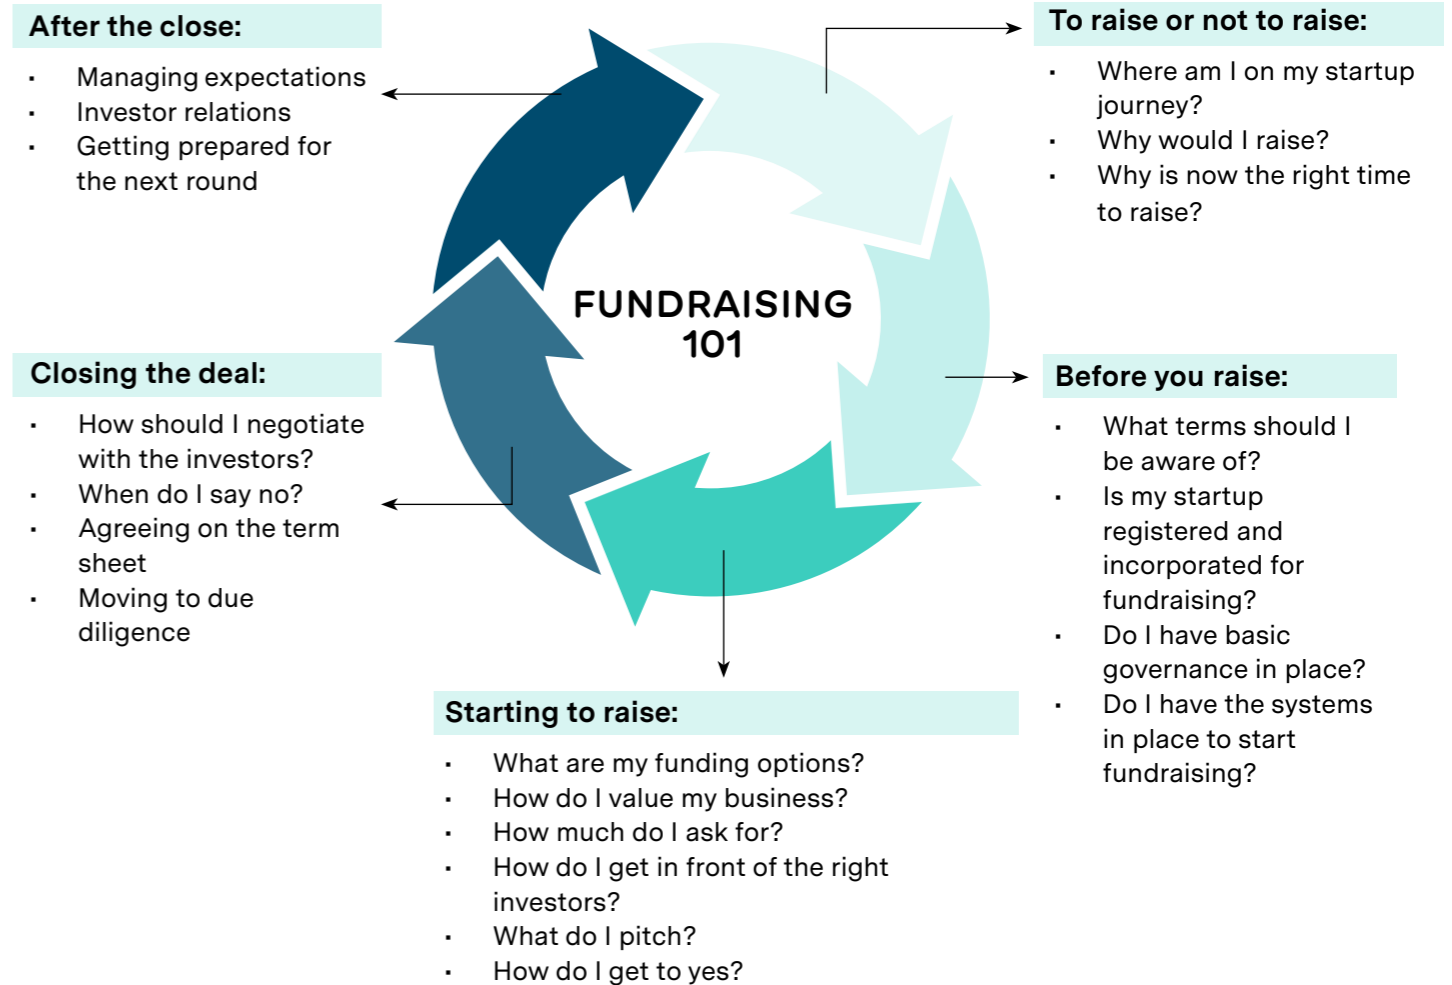 After the close:
· Managing expectations
· Investor relations
· Getting prepared for
the next round
To raise or not to raise:
· Where am I on my startup
journey?
· Why would I raise?
· Why is now the right time
to raise?
FUNDRAISING
101
Closing the deal:
· How should I negotiate
with the investors?
· When do I say no?
· Agreeing on the term
sheet
· Moving to due
diligence
Before you raise:
· What terms should I
be aware of?
· Is my startup
registered and
incorporated for
fundraising?
· Do I have basic
governance in place?
· Do I have the systems
in place to start
fundraising?
Starting to raise:
· What are my funding options?
· How do I value my business?
· How much do I ask for?
· How do I get in front of the right
investors?
· What do I pitch?
· How do I get to yes?